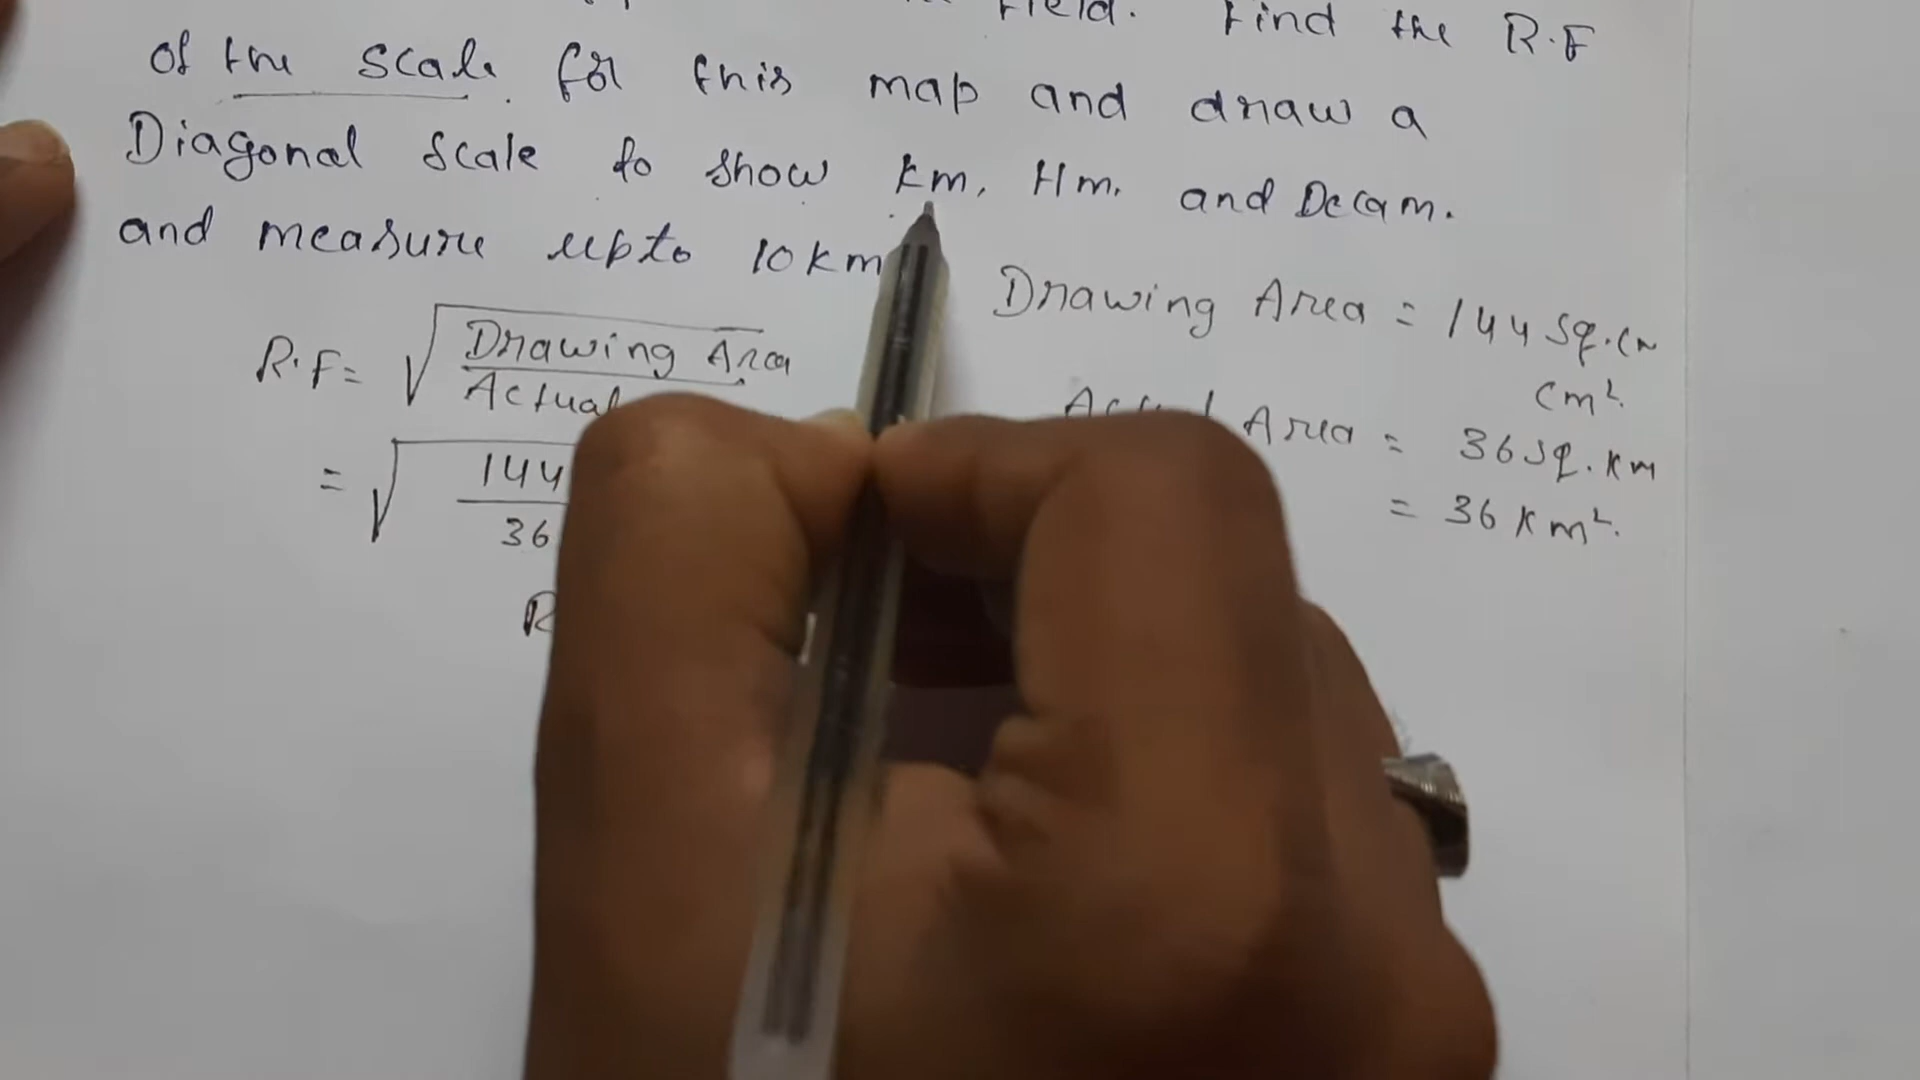 Field. Find the R.F
of the scale for this map and draw a
Diagonal Scale to show km, Hm. and Decam.
and measure upto 10km
R.F= √ Drawing Area
Actual
= √ 144
36
R
Drawing Area = 144 Sq.cm
cm².
Actual Area = 36 Sq.km
= 36 km².